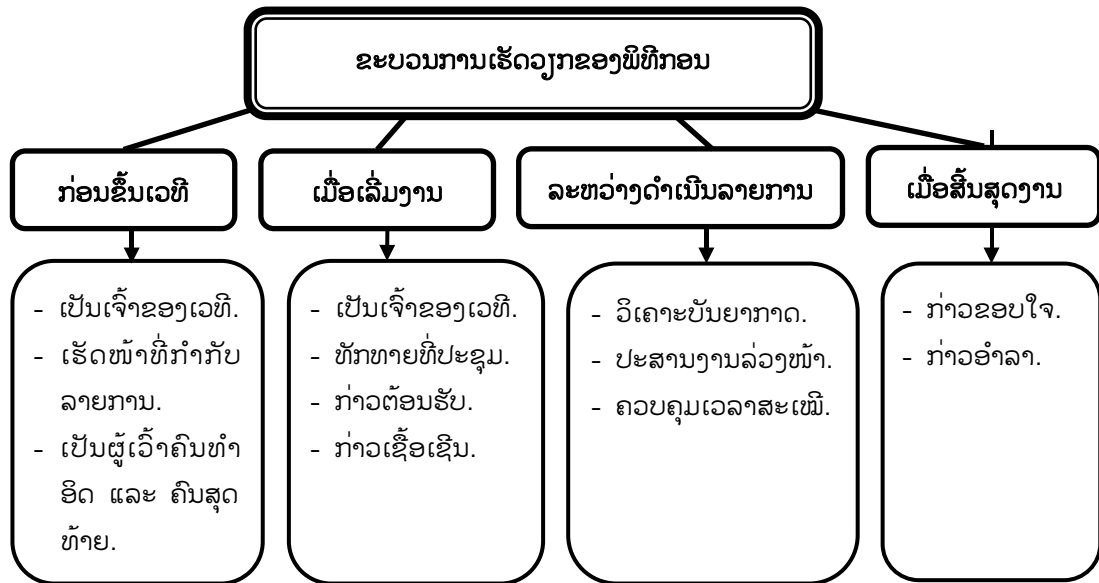 ຂະບວນການເຮັດວຽກຂອງພິທີກອນ
ກ່ອນຂຶ້ນເວທີ
ເມື່ອເລີ່ມງານ
ລະຫວ່າງດຳເນີນລາຍການ
ເມື່ອສິ້ນສຸດງານ
- ເປັນເຈົ້າຂອງເວທີ.
- ເຮັດໜ້າທີ່ກຳກັບ
ລາຍການ.
- ເປັນຜູ້ເວົ້າຄົນທຳ
ອິດ ແລະ ຄົນສຸດ
ທ້າຍ.
- ເປັນເຈົ້າຂອງເວທີ.
- ທັກທາຍທີ່ປະຊຸມ.
- ກ່າວຕ້ອນຮັບ.
- ກ່າວເຊື້ອເຊີນ.
- ວິເຄາະບັນຍາກາດ.
- ປະສານງານລ່ວງໜ້າ.
- ຄວບຄຸມເວລາສະເໝີ.
- ກ່າວຂອບໃຈ.
- ກ່າວອຳລາ.